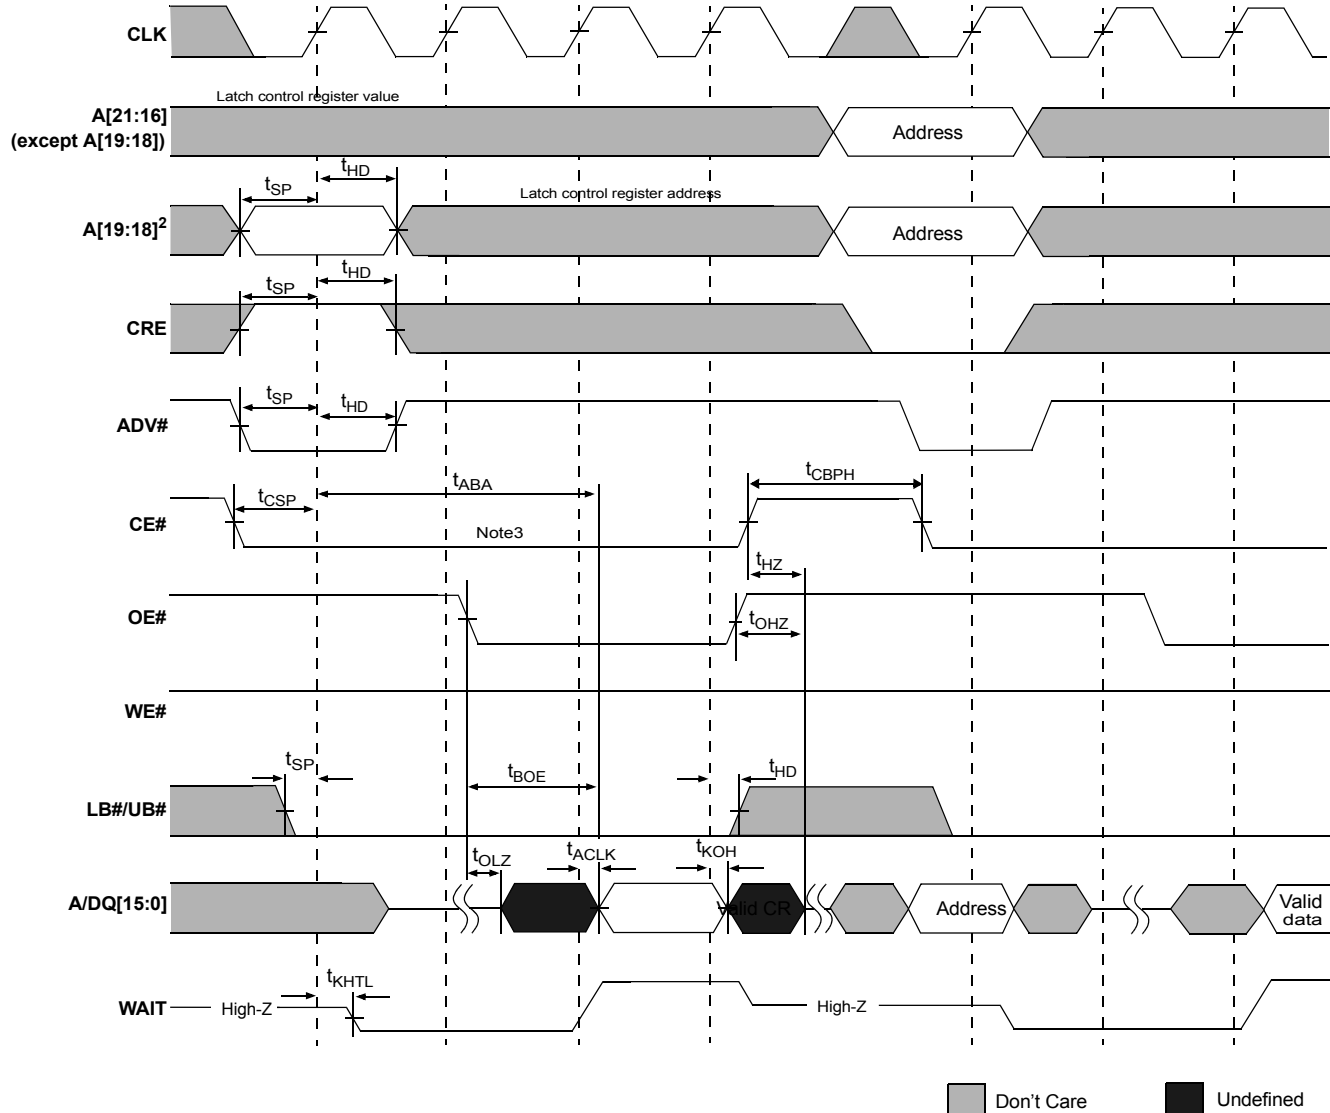 CLK
Latch control register value
A[21:16]
(except A[19:18])
Address
tHD
tSP
Latch control register address
A[19:18]2
Address
tHD
tSP
CRE
tSP
tHD
ADV#
tCBPH
tABA
tCSP
CE#
Note3
tHZ
OE#
tOHZ
WE#
tSP
tBOE
tHD
LB#/UB#
tOLZ
tACLK
tKOH
A/DQ[15:0]
Valid CR
Address
Valid
data
tKHTL
WAIT
High-Z
High-Z
Don't Care
Undefined